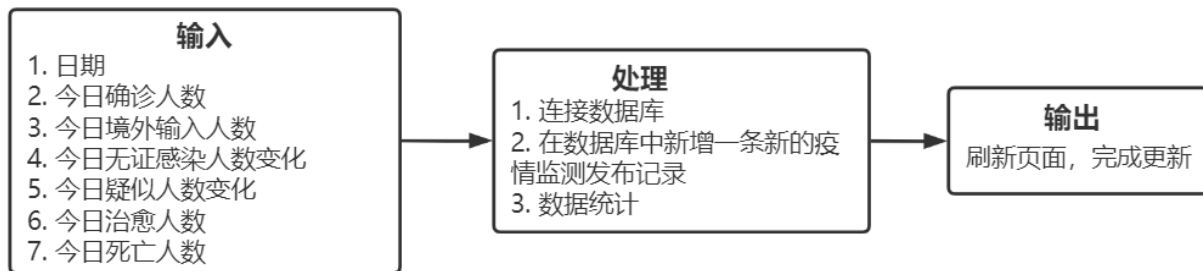 输入
1. 日期
2. 今日确诊人数
3. 今日境外输入人数
4. 今日无证感染人数变化
5. 今日疑似人数变化
6. 今日治愈人数
7. 今日死亡人数
处理
1. 连接数据库
2. 在数据库中新增一条新的疫
情监测发布记录
3. 数据统计
输出
刷新页面，完成更新